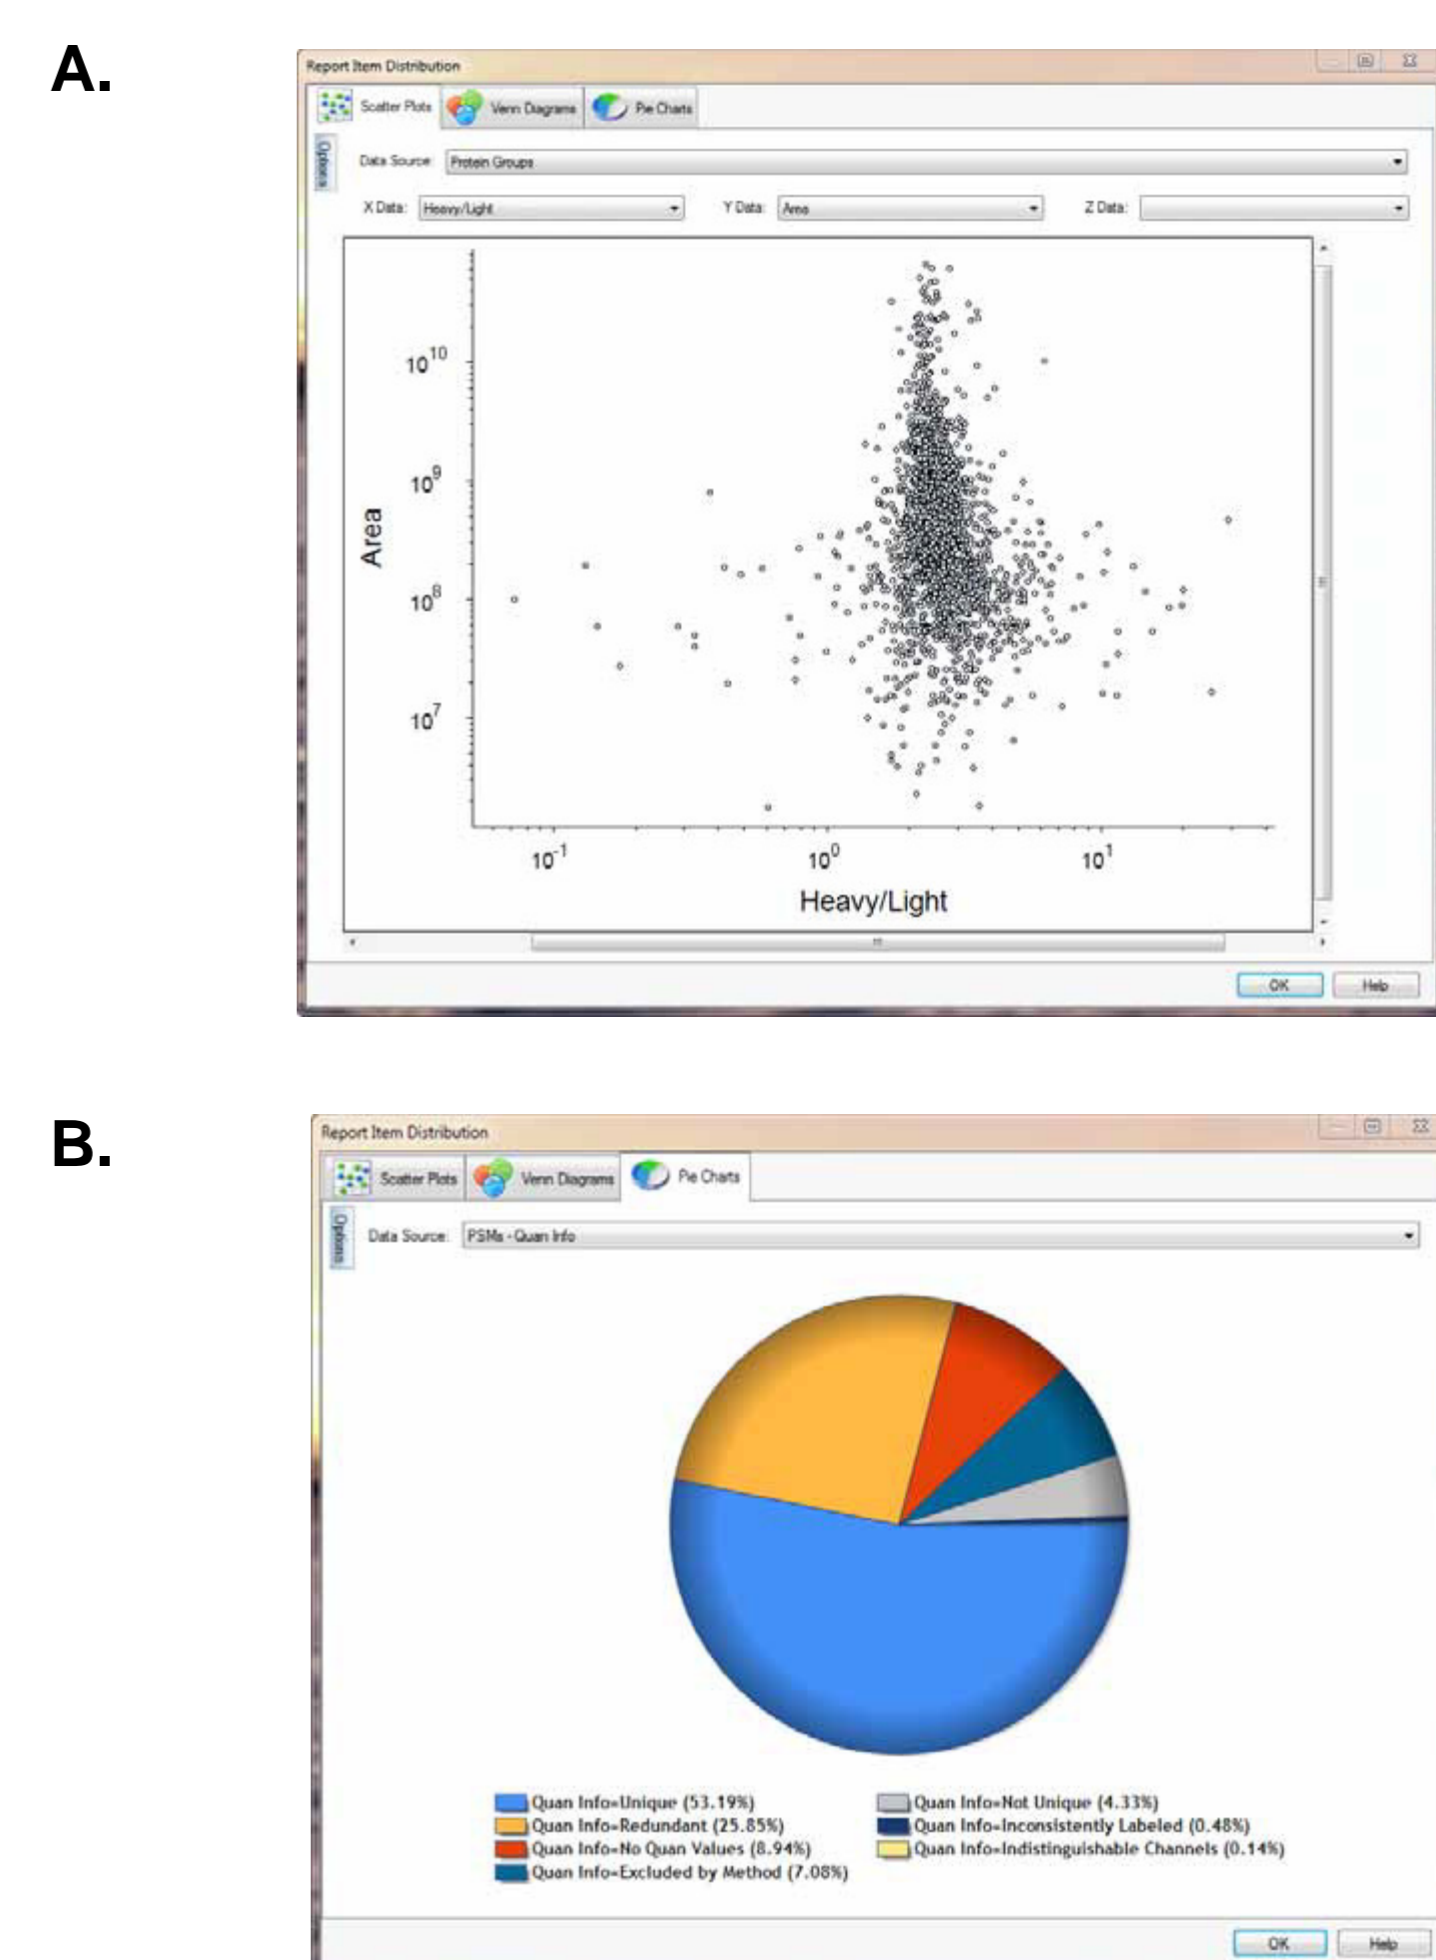 A.
Report Item Distribution
Scatter Plots Venn Diagrams Pie Charts
Options
Data Source: Protein Groups
X Data: Heavy/Light Y Data: Area Z Data:
10^10
10^9
10^8
10^7
Area
10^-1 10^0 10^1
Heavy/Light
OK Help
B.
Report Item Distribution
Scatter Plots Venn Diagrams Pie Charts
Options
Data Source: PSMs - Quan Info
Quan Info=Unique (53.19%) Quan Info=Not Unique (4.33%)
Quan Info=Redundant (25.85%) Quan Info=Inconsistently Labeled (0.48%)
Quan Info=No Quan Values (8.94%) Quan Info=Indistinguishable Channels (0.14%)
Quan Info=Excluded by Method (7.08%)
OK Help